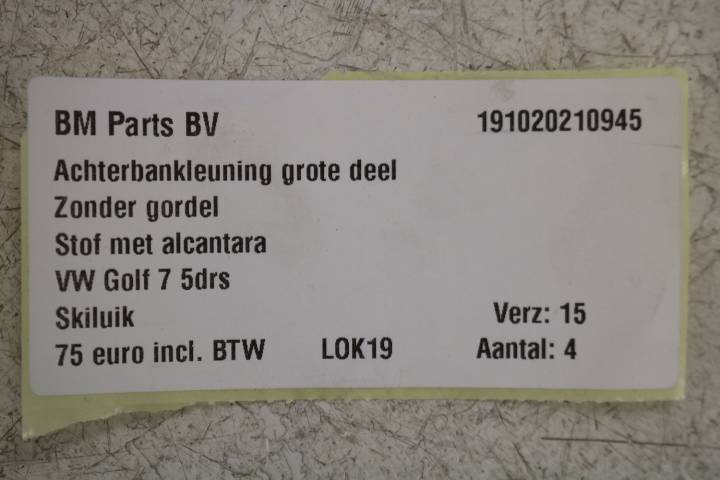 BM Parts BV 191020210945
Achterbankleuning grote deel
Zonder gordel
Stof met alcantara
VW Golf 7 5drs
Skiluik Verz: 15
75 euro incl. BTW LOK19 Aantal: 4